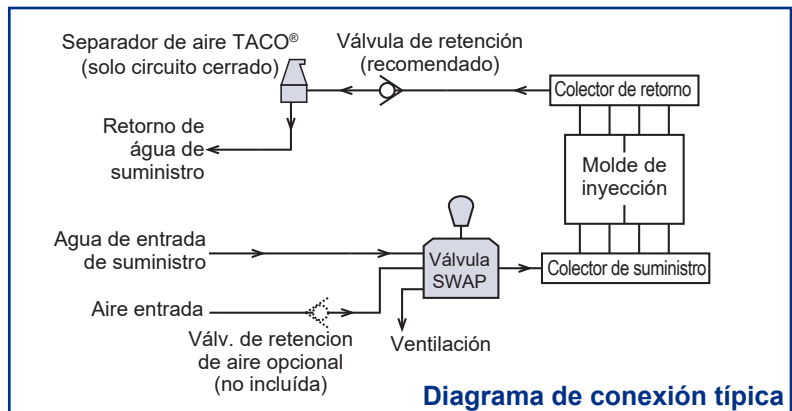 Separador de aire TACO®
(solo circuito cerrado)
Válvula de retención
(recomendado)
Colector de retorno
Retorno de
água de
suministro
Molde de
inyección
Agua de entrada
de suministro
Válvula
SWAP
Colector de suministro
Aire entrada
Válv. de retencion
de aire opcional
(no incluída)
Ventilación
Diagrama de conexión típica